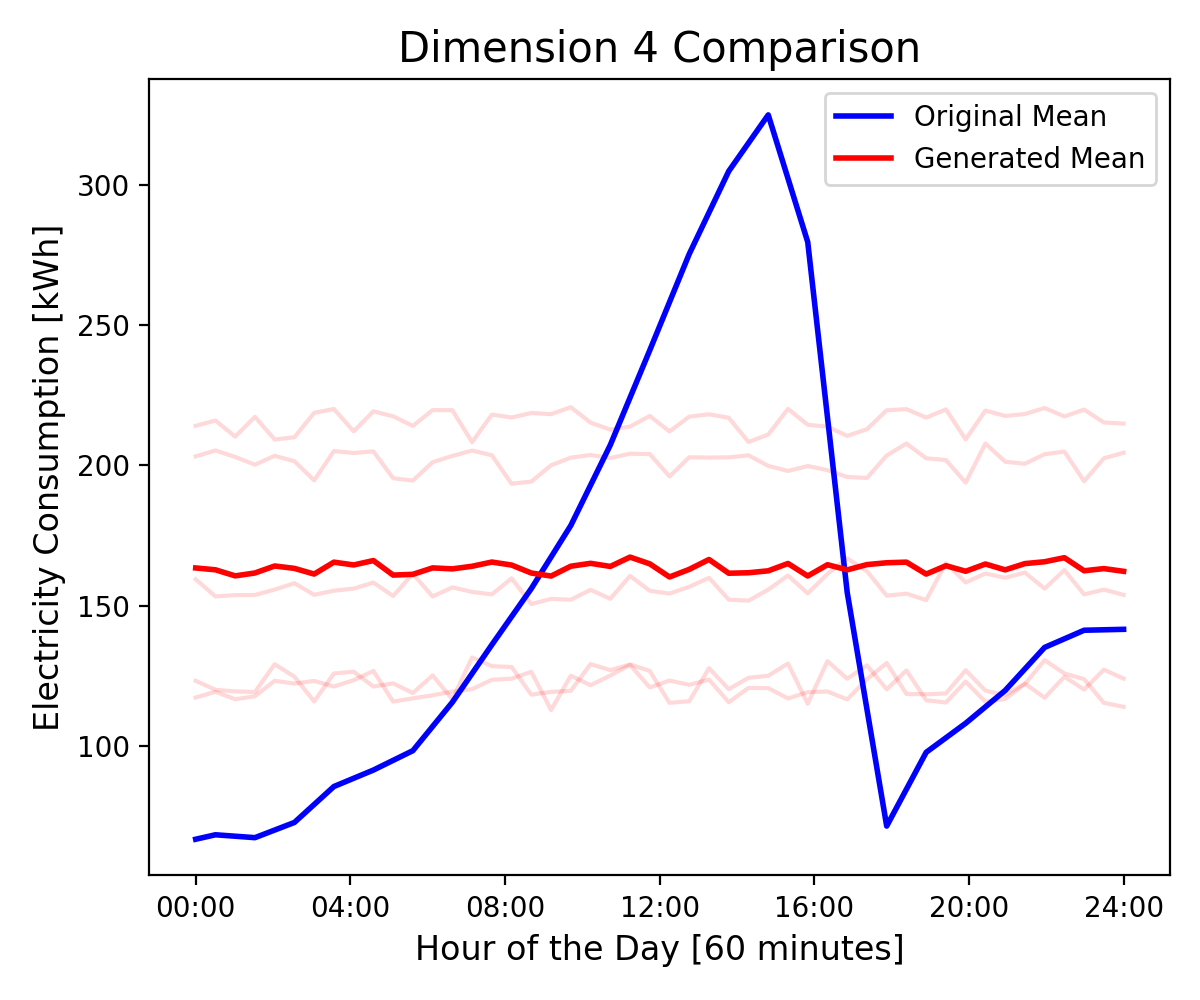 Dimension 4 Comparison
Original Mean
Generated Mean
Electricity Consumption [kWh]
300
250
200
150
100
00:00 04:00 08:00 12:00 16:00 20:00 24:00
Hour of the Day [60 minutes]